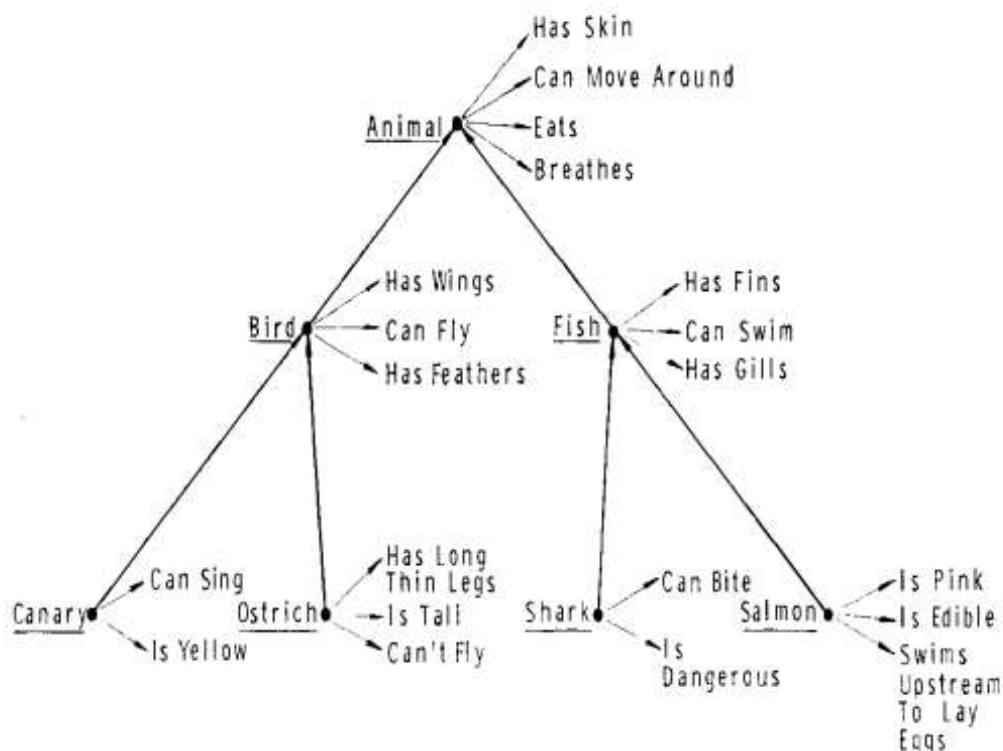 Has Skin
Can Move Around
Animal
Eats
Breathes
Has Wings
Bird
Can Fly
Has Feathers
Has Fins
Fish
Can Swim
Has Gills
Canary
Can Sing
Is Yellow
Ostrich
Has Long
Thin Legs
Is Tall
Can't Fly
Shark
Can Bite
Is
Dangerous
Salmon
Is Pink
Is Edible
Swims
Upstream
To Lay
Eggs